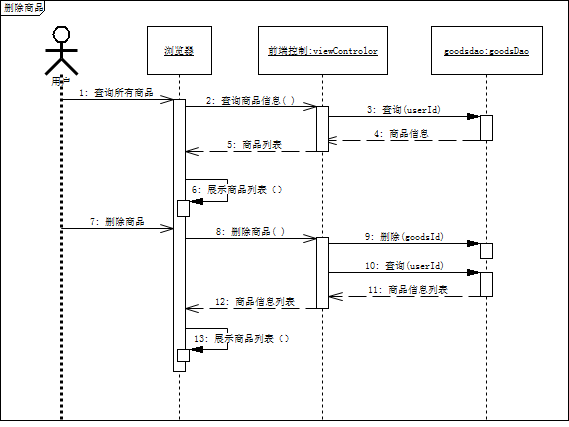 删除商品
浏览器
前端控制:viewControlor
goodsdao:goodsDao
用户
1: 查询所有商品
2: 查询商品信息()
3: 查询(userId)
4: 商品信息
5: 商品列表
6: 展示商品列表（）
7: 删除商品
8: 删除商品()
9: 删除(goodsId)
10: 查询(userId)
11: 商品信息列表
12: 商品信息列表
13: 展示商品列表（）